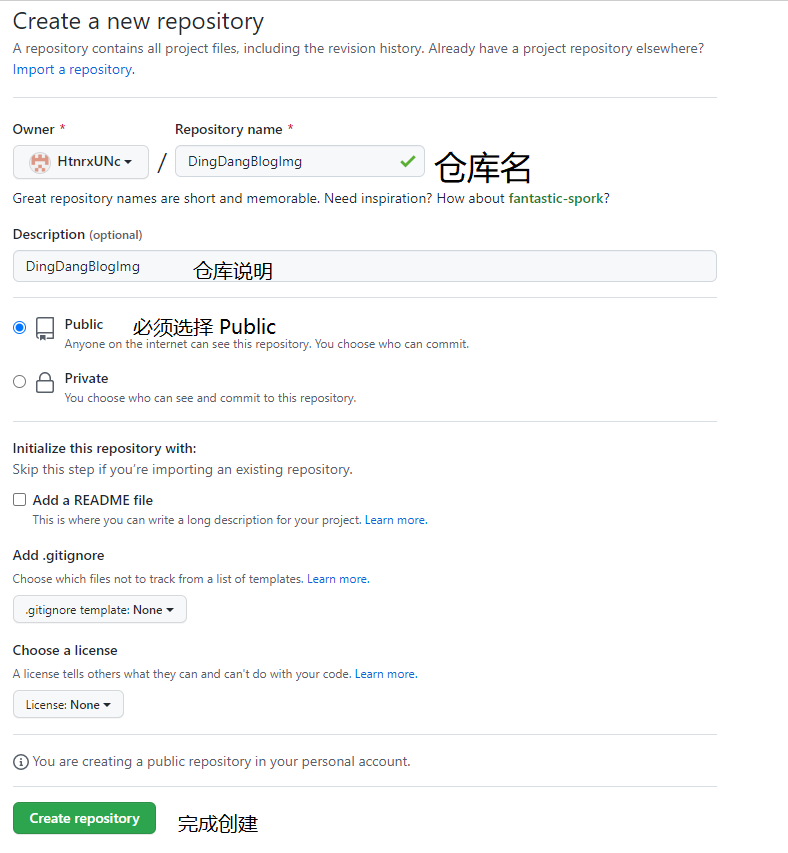 Create a new repository
A repository contains all project files, including the revision history. Already have a project repository elsewhere?
Import a repository.
Owner * Repository name *
HtnrxUNc / DingDangBlogImg 仓库名
Great repository names are short and memorable. Need inspiration? How about fantastic-spork?
Description (optional)
DingDangBlogImg 仓库说明
Public 必须选择 Public
Anyone on the internet can see this repository. You choose who can commit.
Private
You choose who can see and commit to this repository.
Initialize this repository with:
Skip this step if you’re importing an existing repository.
Add a README file
This is where you can write a long description for your project. Learn more.
Add .gitignore
Choose which files not to track from a list of templates. Learn more.
.gitignore template: None
Choose a license
A license tells others what they can and can't do with your code. Learn more.
License: None
You are creating a public repository in your personal account.
Create repository 完成创建